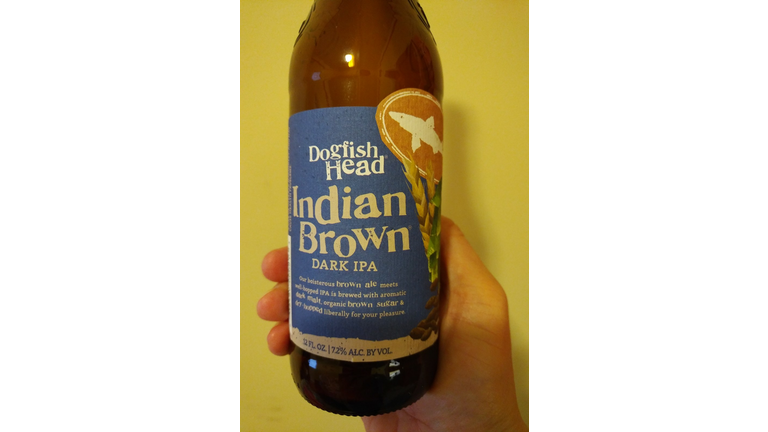 Dogfish
Head
Indian
Brown
DARK IPA
Our boisterous brown ale meets
well-hopped IPA is brewed with aromatic
dark malt, organic brown sugar &
dry-hopped liberally for your pleasure.
12 FL. OZ. | 7.2% ALC. BY VOL.